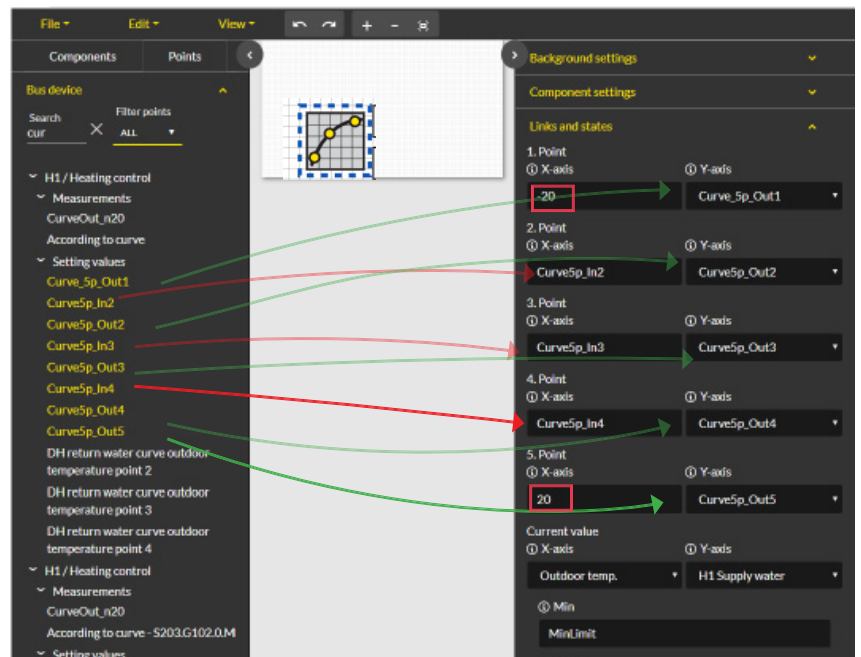 File Edit View + -
Components Points
Bus device
Search Filter points
cur ALL
H1 / Heating control
Measurements
CurveOut_n20
According to curve
Setting values
Curve_5p_Out1
Curve5p_In2
Curve5p_Out2
Curve5p_In3
Curve5p_Out3
Curve5p_In4
Curve5p_Out4
Curve5p_Out5
DH return water curve outdoor
temperature point 2
DH return water curve outdoor
temperature point 3
DH return water curve outdoor
temperature point 4
H1 / Heating control
Measurements
CurveOut_n20
According to curve - S203.G102.0.M
Setting values
Background settings
Component settings
Links and states
1. Point
X-axis Y-axis
-20 Curve_5p_Out1
2. Point
X-axis Y-axis
Curve5p_In2 Curve5p_Out2
3. Point
X-axis Y-axis
Curve5p_In3 Curve5p_Out3
4. Point
X-axis Y-axis
Curve5p_In4 Curve5p_Out4
5. Point
X-axis Y-axis
20 Curve5p_Out5
Current value
X-axis Y-axis
Outdoor temp. H1 Supply water
Min
MinLimit